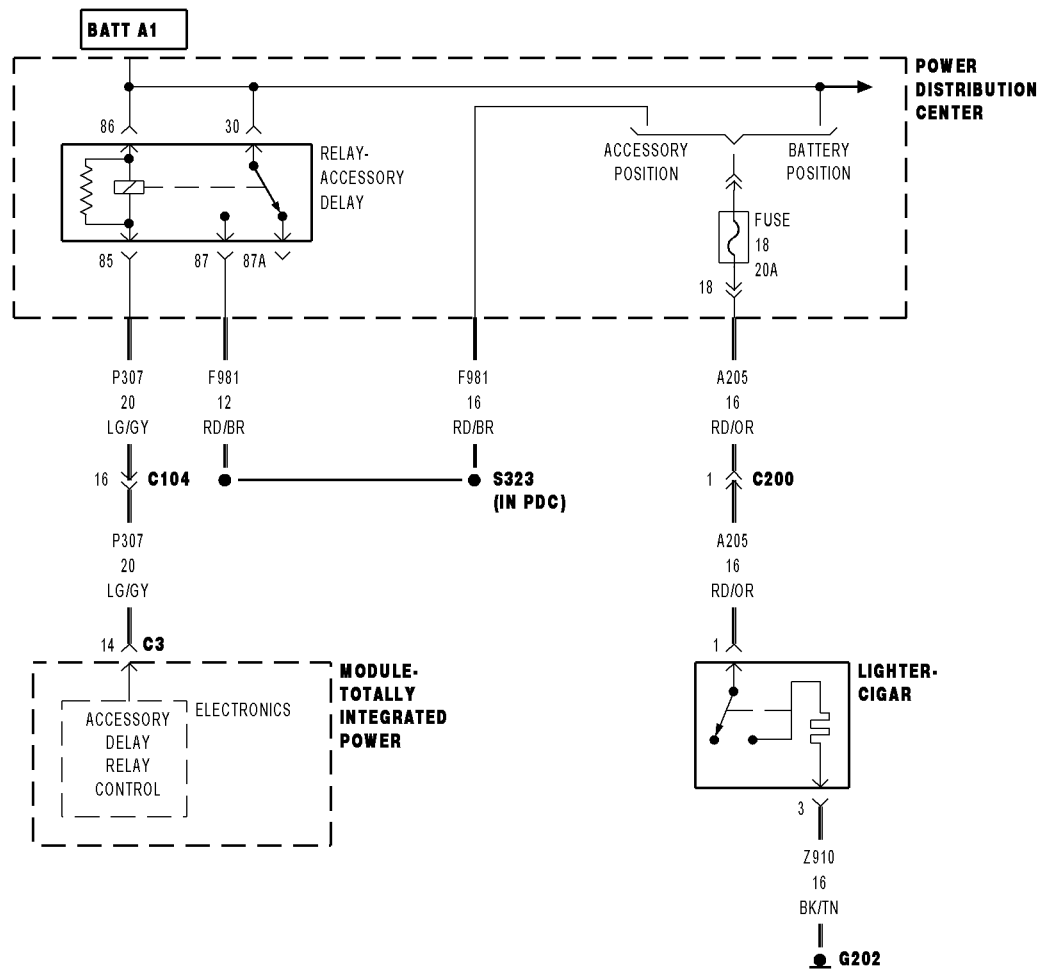 BATT A1
POWER
DISTRIBUTION
CENTER
86
30
RELAY-
ACCESSORY
DELAY
ACCESSORY
POSITION
BATTERY
POSITION
FUSE
18
20A
85
87
87A
18
P307
20
LG/GY
F981
12
RD/BR
F981
16
RD/BR
A205
16
RD/OR
16
C104
S323
(IN PDC)
1
C200
P307
20
LG/GY
A205
16
RD/OR
14
C3
1
MODULE-
TOTALLY
INTEGRATED
POWER
ELECTRONICS
ACCESSORY
DELAY
RELAY
CONTROL
LIGHTER-
CIGAR
3
Z910
16
BK/TN
G202